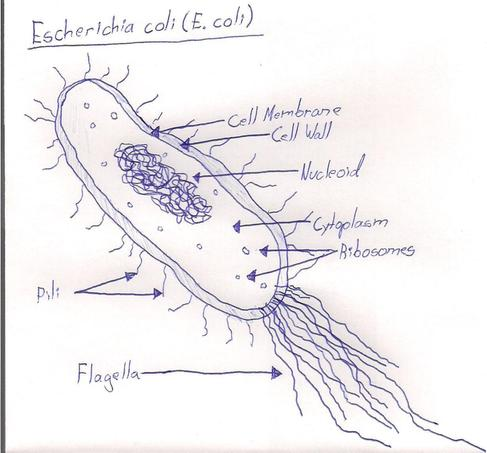 Escherichia coli (E. coli)
Cell Membrane
Cell Wall
Nucleoid
Cytoplasm
Ribosomes
Pili
Flagella